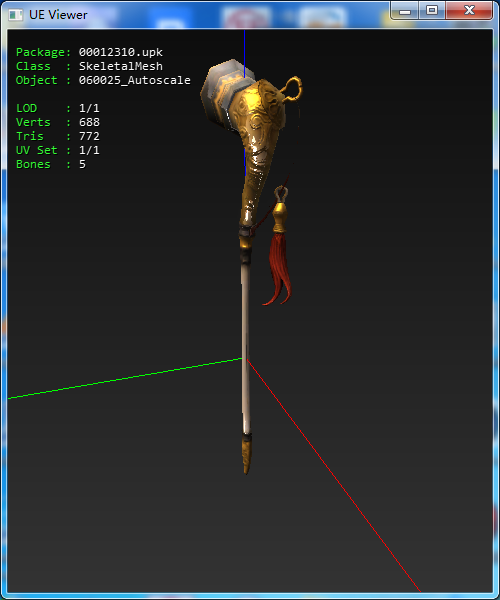 UE Viewer
Package: 00012310.upk
Class : SkeletalMesh
Object : 060025_Autoscale
LOD : 1/1
Verts : 688
Tris : 772
UV Set : 1/1
Bones : 5